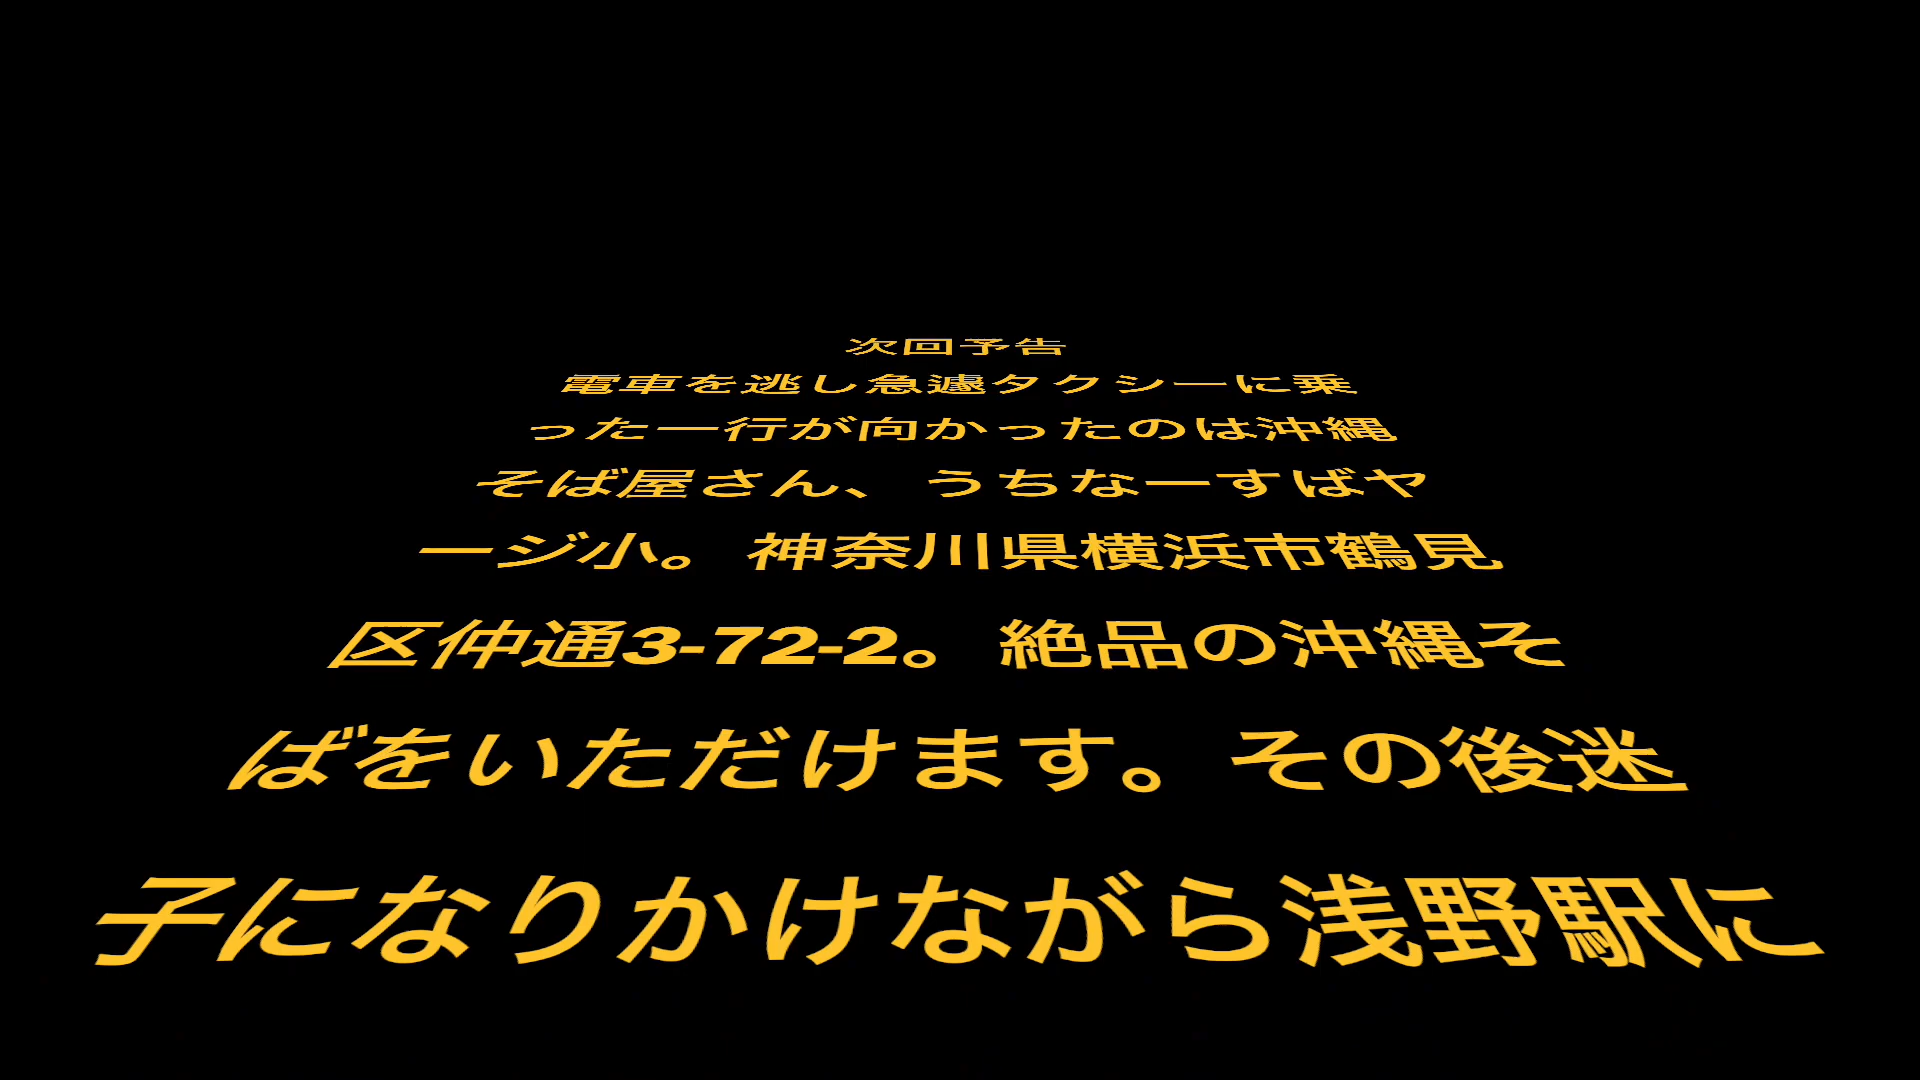 次回予告
電車を逃し急遽タクシーに乗
った一行が向かったのは沖縄
そば屋さん、うちなーすばヤ
ージ小。神奈川県横浜市鶴見
区仲通3-72-2。絶品の沖縄そ
ばをいただけます。その後迷
子になりかけながら浅野駅に